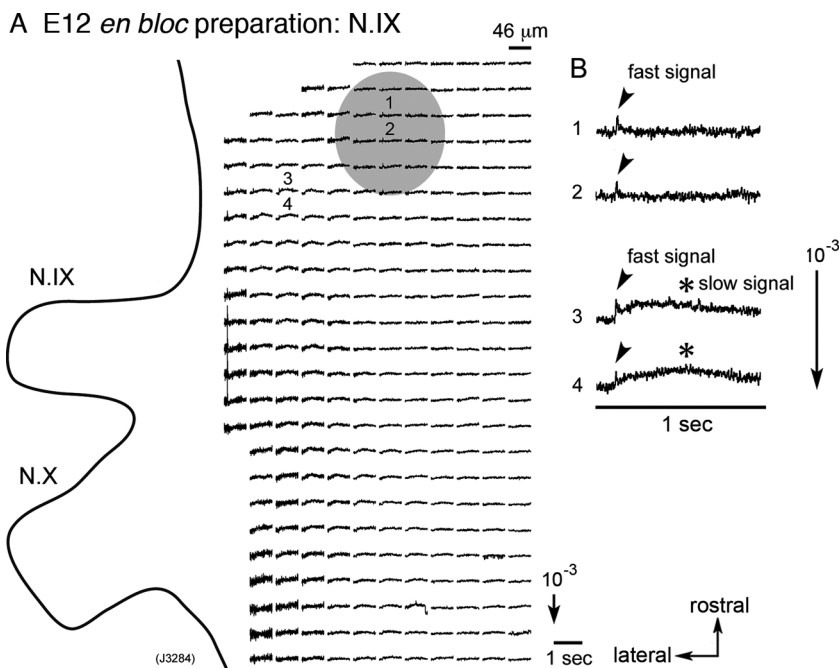 A E12 en bloc preparation: N.IX
46 μm
1
2
3
4
N.IX
N.X
(J3284)
10-3
1 sec
B
fast signal
1
2
fast signal
* slow signal
3
*
4
1 sec
10-3
rostral
lateral